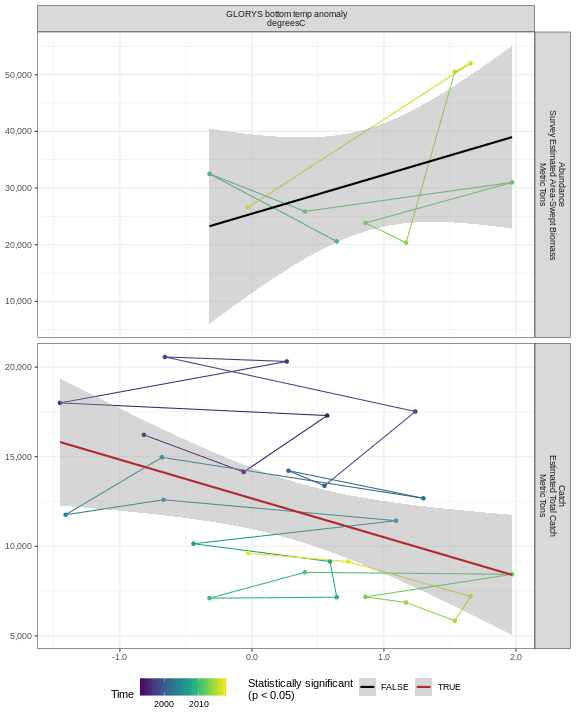 GLORYS bottom temp anomaly
degreesC
50,000
40,000
30,000
20,000
10,000
Abundance
Survey Estimated Area-Swept Biomass
Metric Tons
20,000
15,000
10,000
5,000
Catch
Estimated Total Catch
Metric Tons
-1.0
0.0
1.0
2.0
Time
2000
2010
Statistically significant
(p < 0.05)
FALSE
TRUE